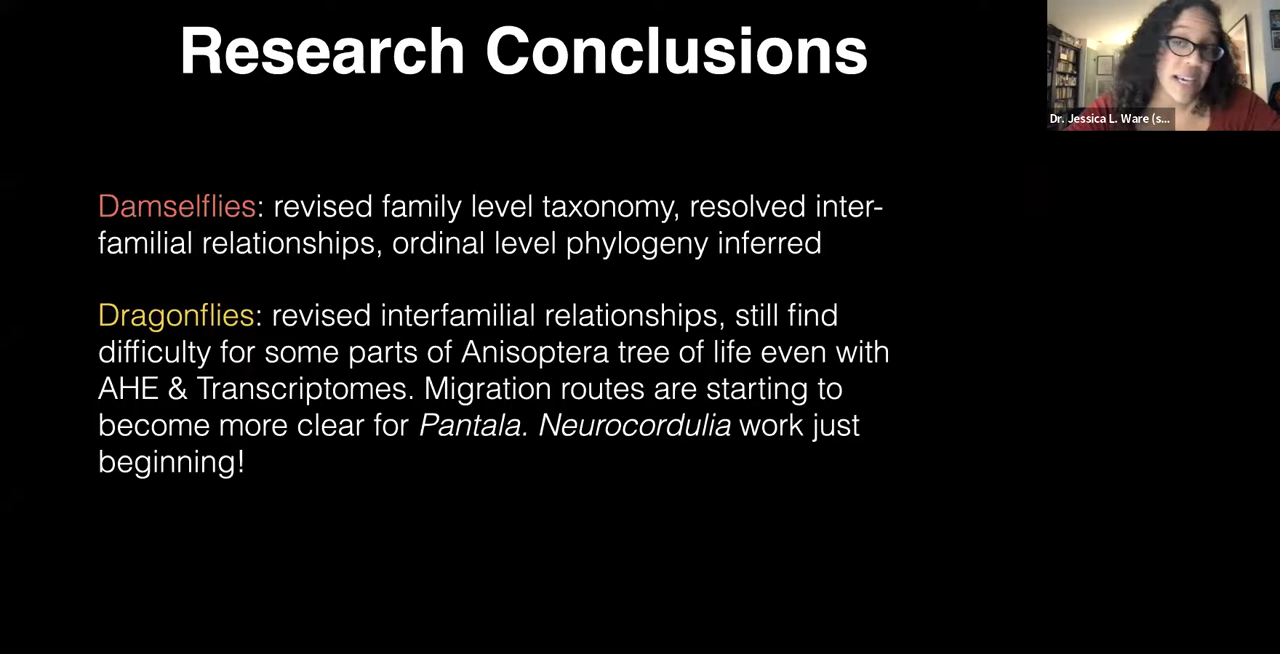 Research Conclusions
Dr. Jessica L. Ware (s...
Damselflies: revised family level taxonomy, resolved inter-
familial relationships, ordinal level phylogeny inferred
Dragonflies: revised interfamilial relationships, still find
difficulty for some parts of Anisoptera tree of life even with
AHE & Transcriptomes. Migration routes are starting to
become more clear for Pantala. Neurocordulia work just
beginning!